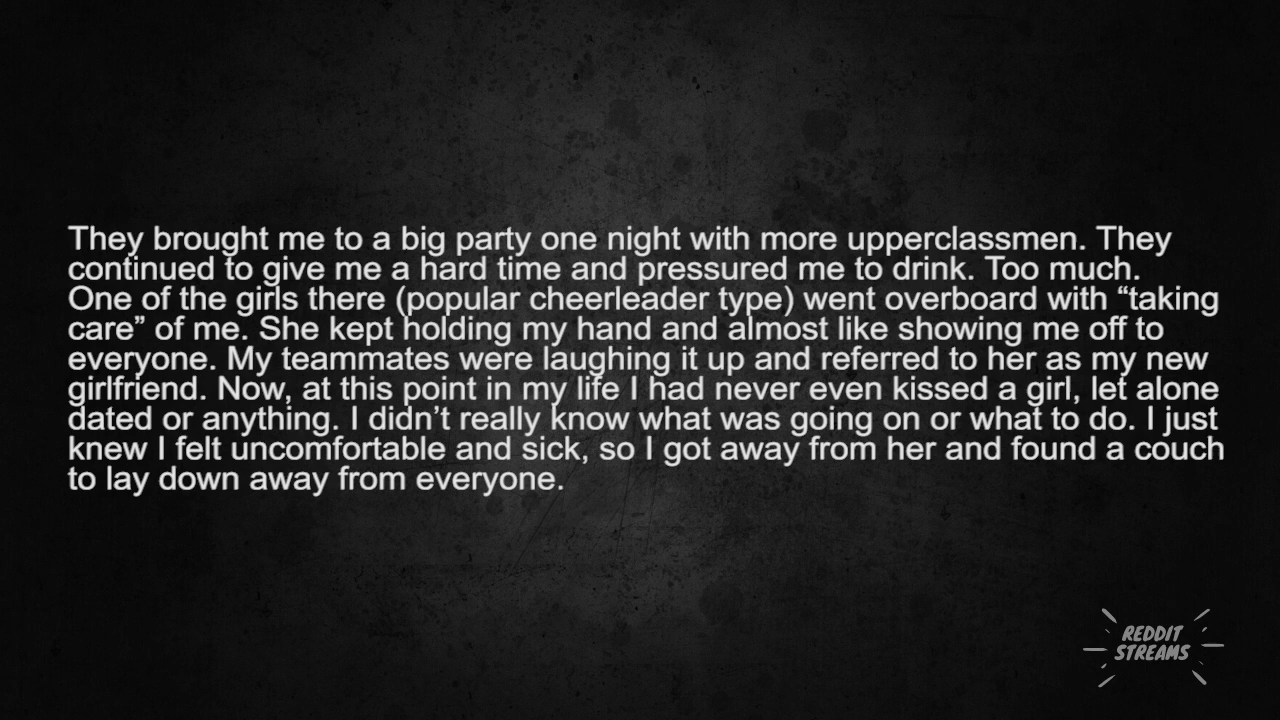 They brought me to a big party one night with more upperclassmen. They
continued to give me a hard time and pressured me to drink. Too much.
One of the girls there (popular cheerleader type) went overboard with “taking
care” of me. She kept holding my hand and almost like showing me off to
everyone. My teammates were laughing it up and referred to her as my new
girlfriend. Now, at this point in my life I had never even kissed a girl, let alone
dated or anything. I didn’t really know what was going on or what to do. I just
knew I felt uncomfortable and sick, so I got away from her and found a couch
to lay down away from everyone.
REDDIT
STREAMS